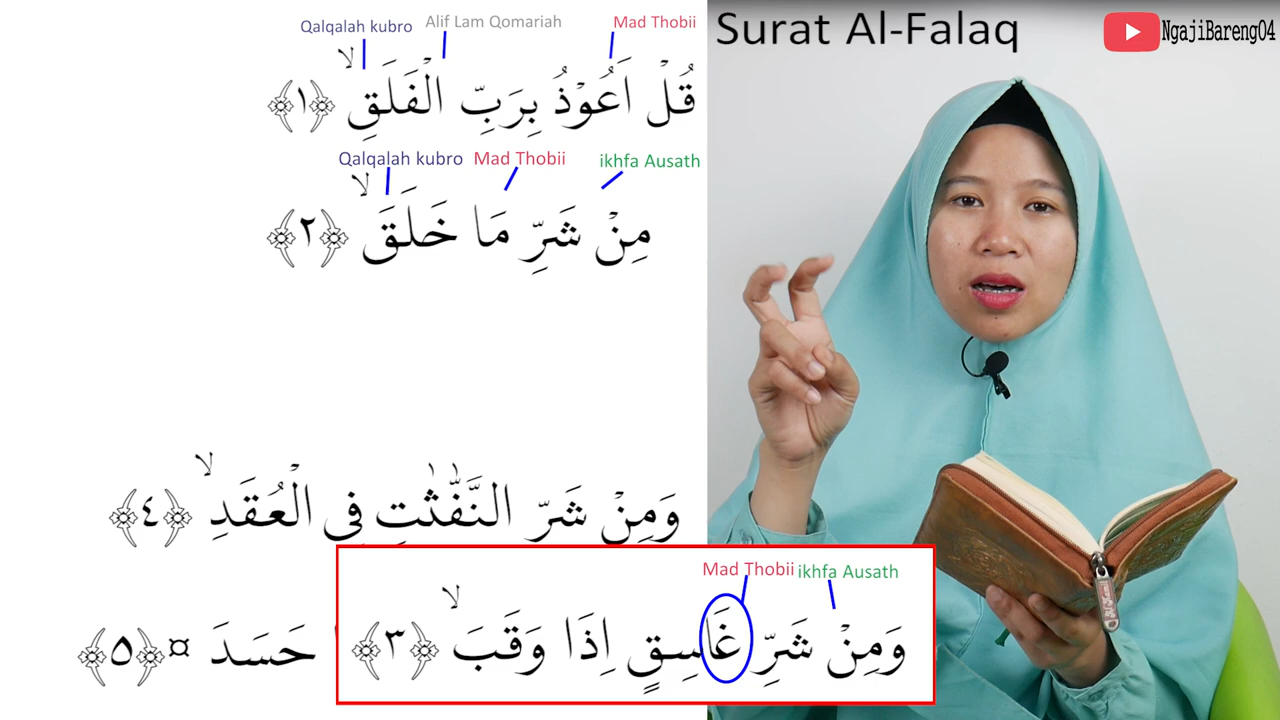 Surat Al-Falaq
NgajiBareng04
Qalqalah kubro Alif Lam Qomariah Mad Thobii
قُلْ اَعُوْذُ بِرَبِّ الْفَلَقِۙ ﴿١﴾
Qalqalah kubro Mad Thobii ikhfa Ausath
مِنْ شَرِّ مَا خَلَقَۙ ﴿٢﴾
وَمِنْ شَرِّ النَّفّٰثٰتِ فِى الْعُقَدِۙ ﴿٤﴾
Mad Thobii ikhfa Ausath
وَمِنْ شَرِّ غَاسِقٍ اِذَا وَقَبَۙ ﴿٣﴾
حَسَدَ ¤ ﴿٥﴾